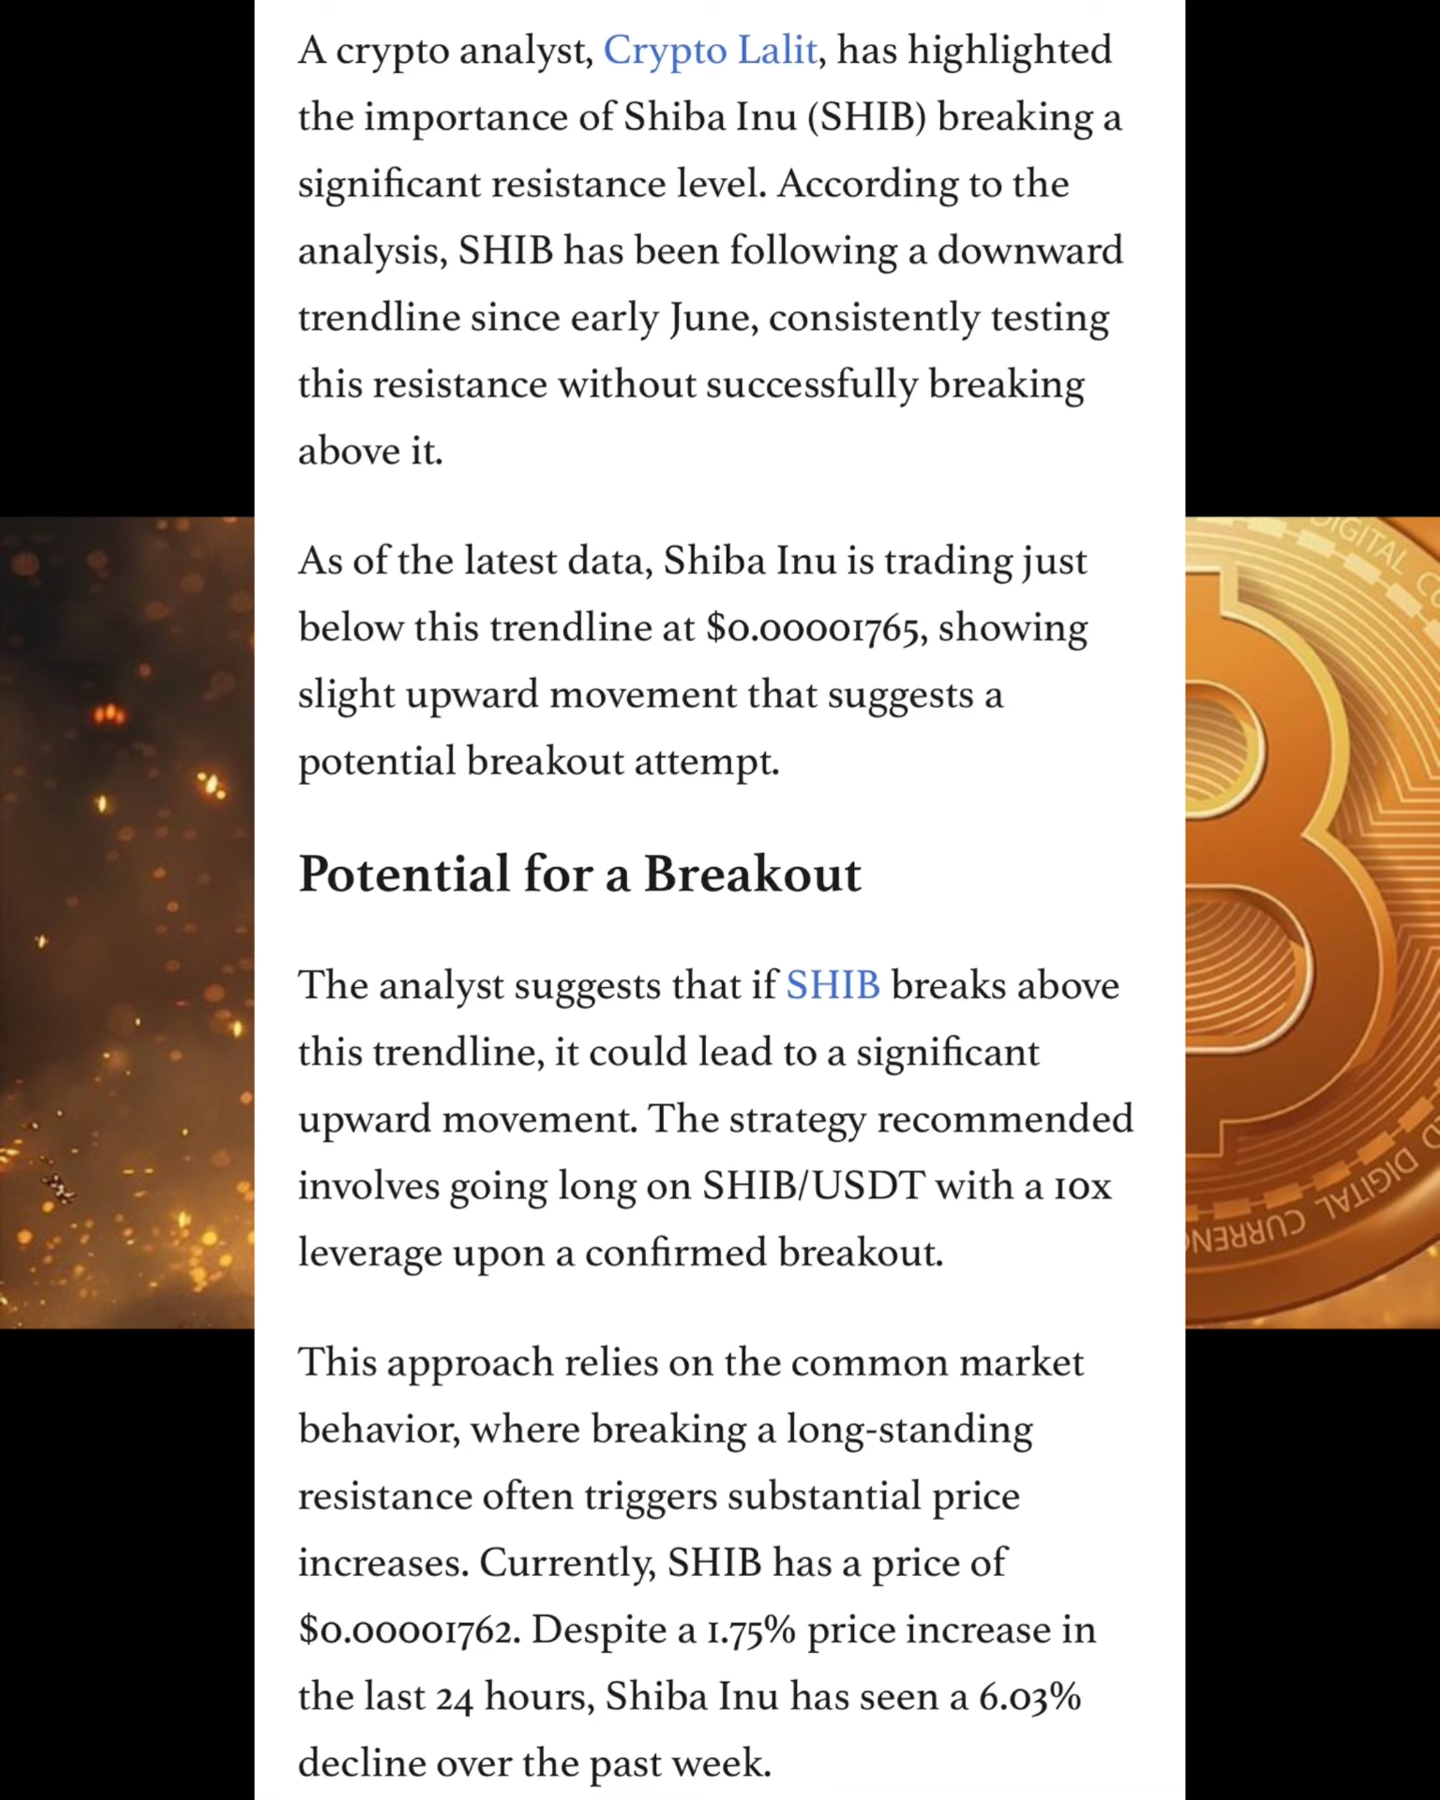 A crypto analyst, Crypto Lalit, has highlighted
the importance of Shiba Inu (SHIB) breaking a
significant resistance level. According to the
analysis, SHIB has been following a downward
trendline since early June, consistently testing
this resistance without successfully breaking
above it.
As of the latest data, Shiba Inu is trading just
below this trendline at $0.00001765, showing
slight upward movement that suggests a
potential breakout attempt.
Potential for a Breakout
The analyst suggests that if SHIB breaks above
this trendline, it could lead to a significant
upward movement. The strategy recommended
involves going long on SHIB/USDT with a 10x
leverage upon a confirmed breakout.
This approach relies on the common market
behavior, where breaking a long-standing
resistance often triggers substantial price
increases. Currently, SHIB has a price of
$0.00001762. Despite a 1.75% price increase in
the last 24 hours, Shiba Inu has seen a 6.03%
decline over the past week.
DIGITAL
DIGITAL